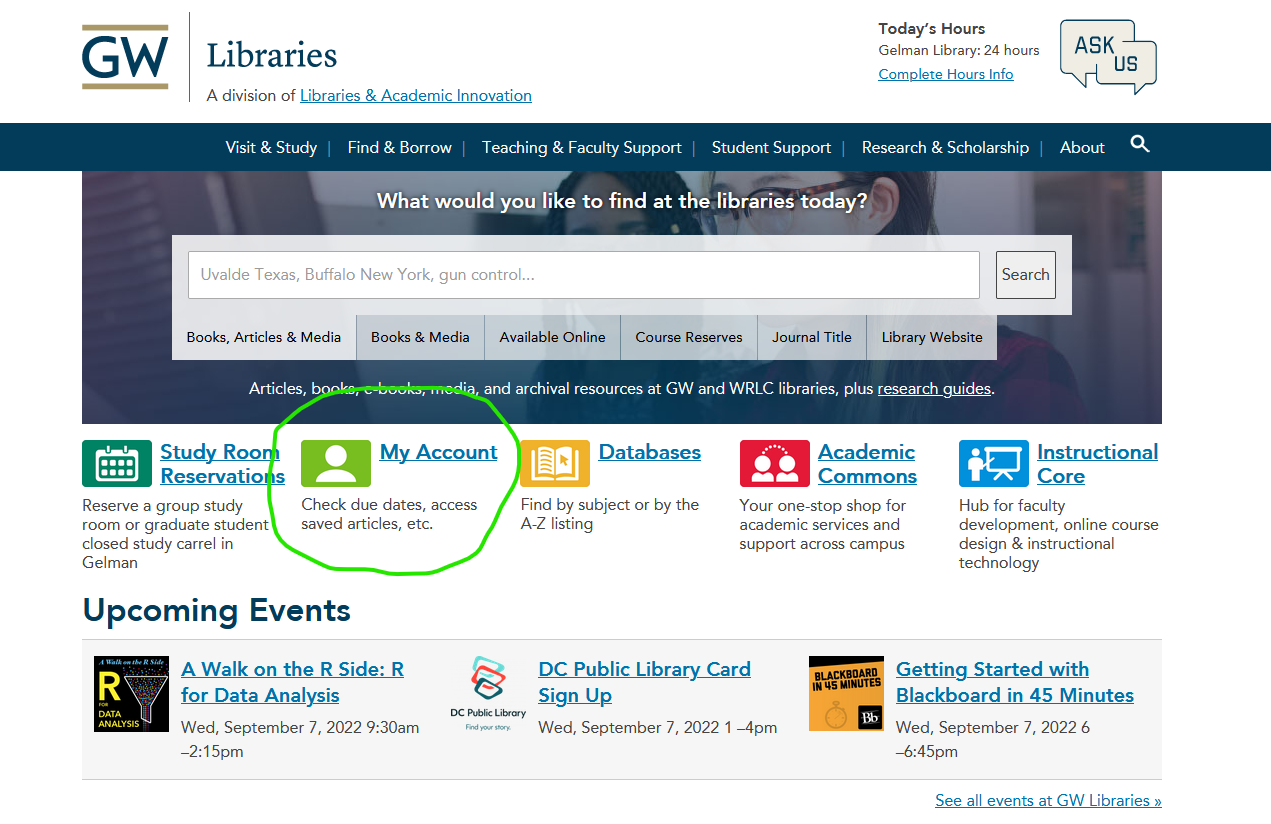 GW
Libraries
A division of Libraries & Academic Innovation
Today's Hours
Gelman Library: 24 hours
Complete Hours Info
ASK
US
Visit & Study | Find & Borrow | Teaching & Faculty Support | Student Support | Research & Scholarship | About
What would you like to find at the libraries today?
Uvalde Texas, Buffalo New York, gun control...
Search
Books, Articles & Media
Books & Media
Available Online
Course Reserves
Journal Title
Library Website
Articles, books, e-books, media, and archival resources at GW and WRLC libraries, plus research guides.
Study Room
Reservations
Reserve a group study
room or graduate student
closed study carrel in
Gelman
My Account
Check due dates, access
saved articles, etc.
Databases
Find by subject or by the
A-Z listing
Academic
Commons
Your one-stop shop for
academic services and
support across campus
Instructional
Core
Hub for faculty
development, online course
design & instructional
technology
Upcoming Events
A Walk on the R Side
R
FOR
DATA
ANALYSIS
A Walk on the R Side: R
for Data Analysis
Wed, September 7, 2022 9:30am
–2:15pm
DC Public Library
Find your story.
DC Public Library Card
Sign Up
Wed, September 7, 2022 1 –4pm
BLACKBOARD
IN 45 MINUTES
Bb
Getting Started with
Blackboard in 45 Minutes
Wed, September 7, 2022 6
–6:45pm
See all events at GW Libraries »